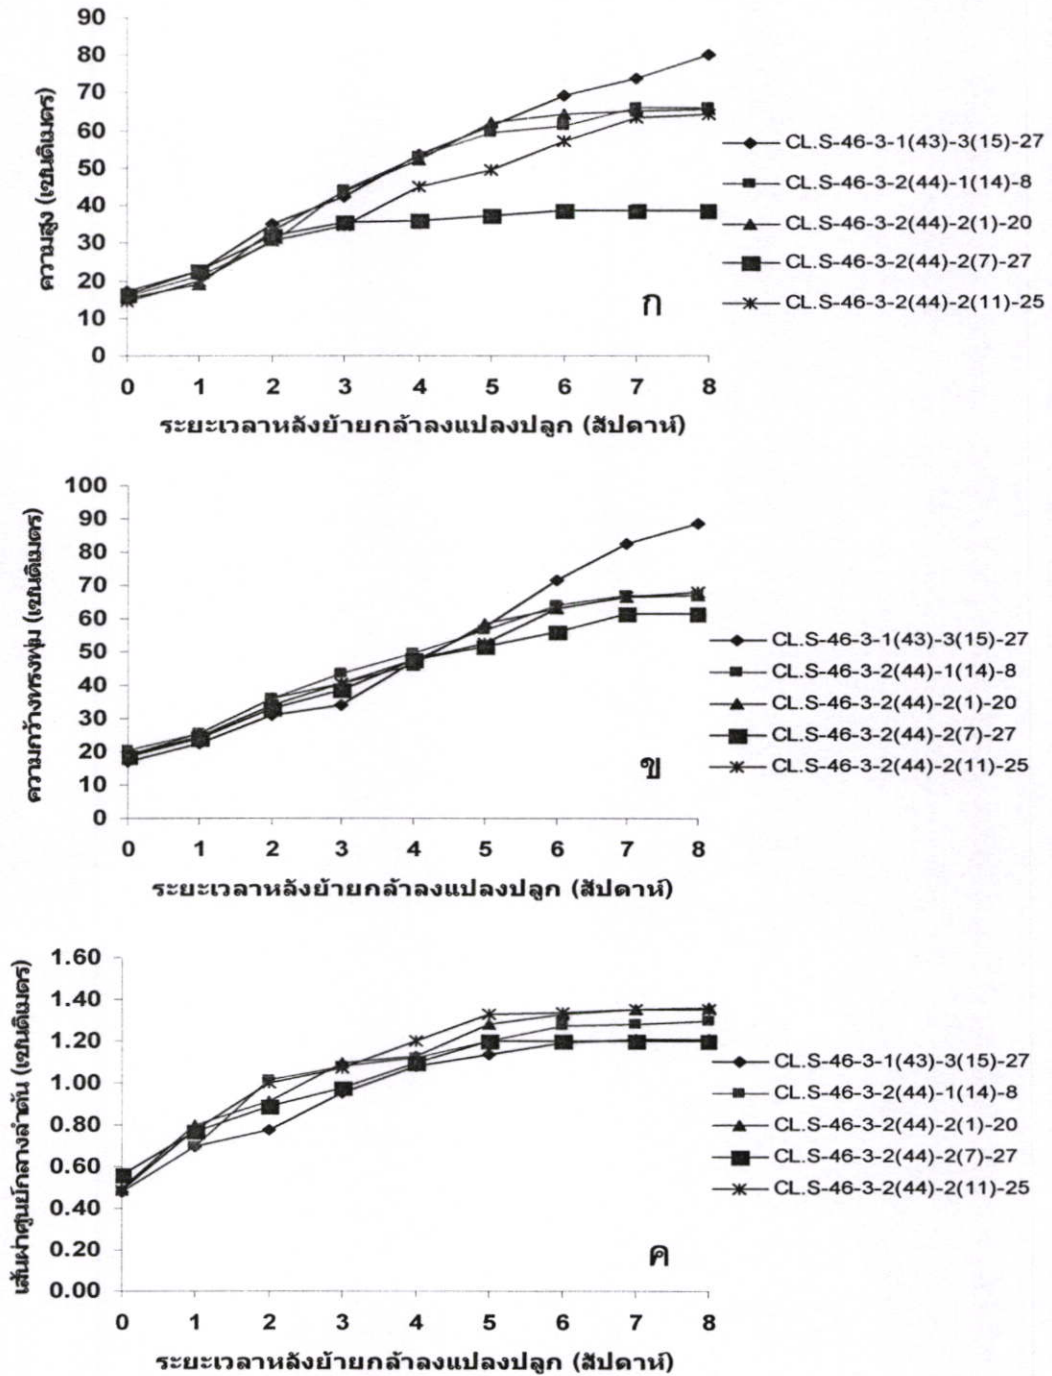 90
80
70
60
50
40
30
20
10
0
ความสูง (เซนติเมตร)
0 1 2 3 4 5 6 7 8
ระยะเวลาหลังย้ายกล้าลงแปลงปลูก (สัปดาห์)
ก
CL.S-46-3-1(43)-3(15)-27
CL.S-46-3-2(44)-1(14)-8
CL.S-46-3-2(44)-2(1)-20
CL.S-46-3-2(44)-2(7)-27
CL.S-46-3-2(44)-2(11)-25
100
90
80
70
60
50
40
30
20
10
0
ความกว้างทรงพุ่ม (เซนติเมตร)
0 1 2 3 4 5 6 7 8
ระยะเวลาหลังย้ายกล้าลงแปลงปลูก (สัปดาห์)
ข
CL.S-46-3-1(43)-3(15)-27
CL.S-46-3-2(44)-1(14)-8
CL.S-46-3-2(44)-2(1)-20
CL.S-46-3-2(44)-2(7)-27
CL.S-46-3-2(44)-2(11)-25
1.60
1.40
1.20
1.00
0.80
0.60
0.40
0.20
0.00
เส้นผ่าศูนย์กลางลำต้น (เซนติเมตร)
0 1 2 3 4 5 6 7 8
ระยะเวลาหลังย้ายกล้าลงแปลงปลูก (สัปดาห์)
ค
CL.S-46-3-1(43)-3(15)-27
CL.S-46-3-2(44)-1(14)-8
CL.S-46-3-2(44)-2(1)-20
CL.S-46-3-2(44)-2(7)-27
CL.S-46-3-2(44)-2(11)-25